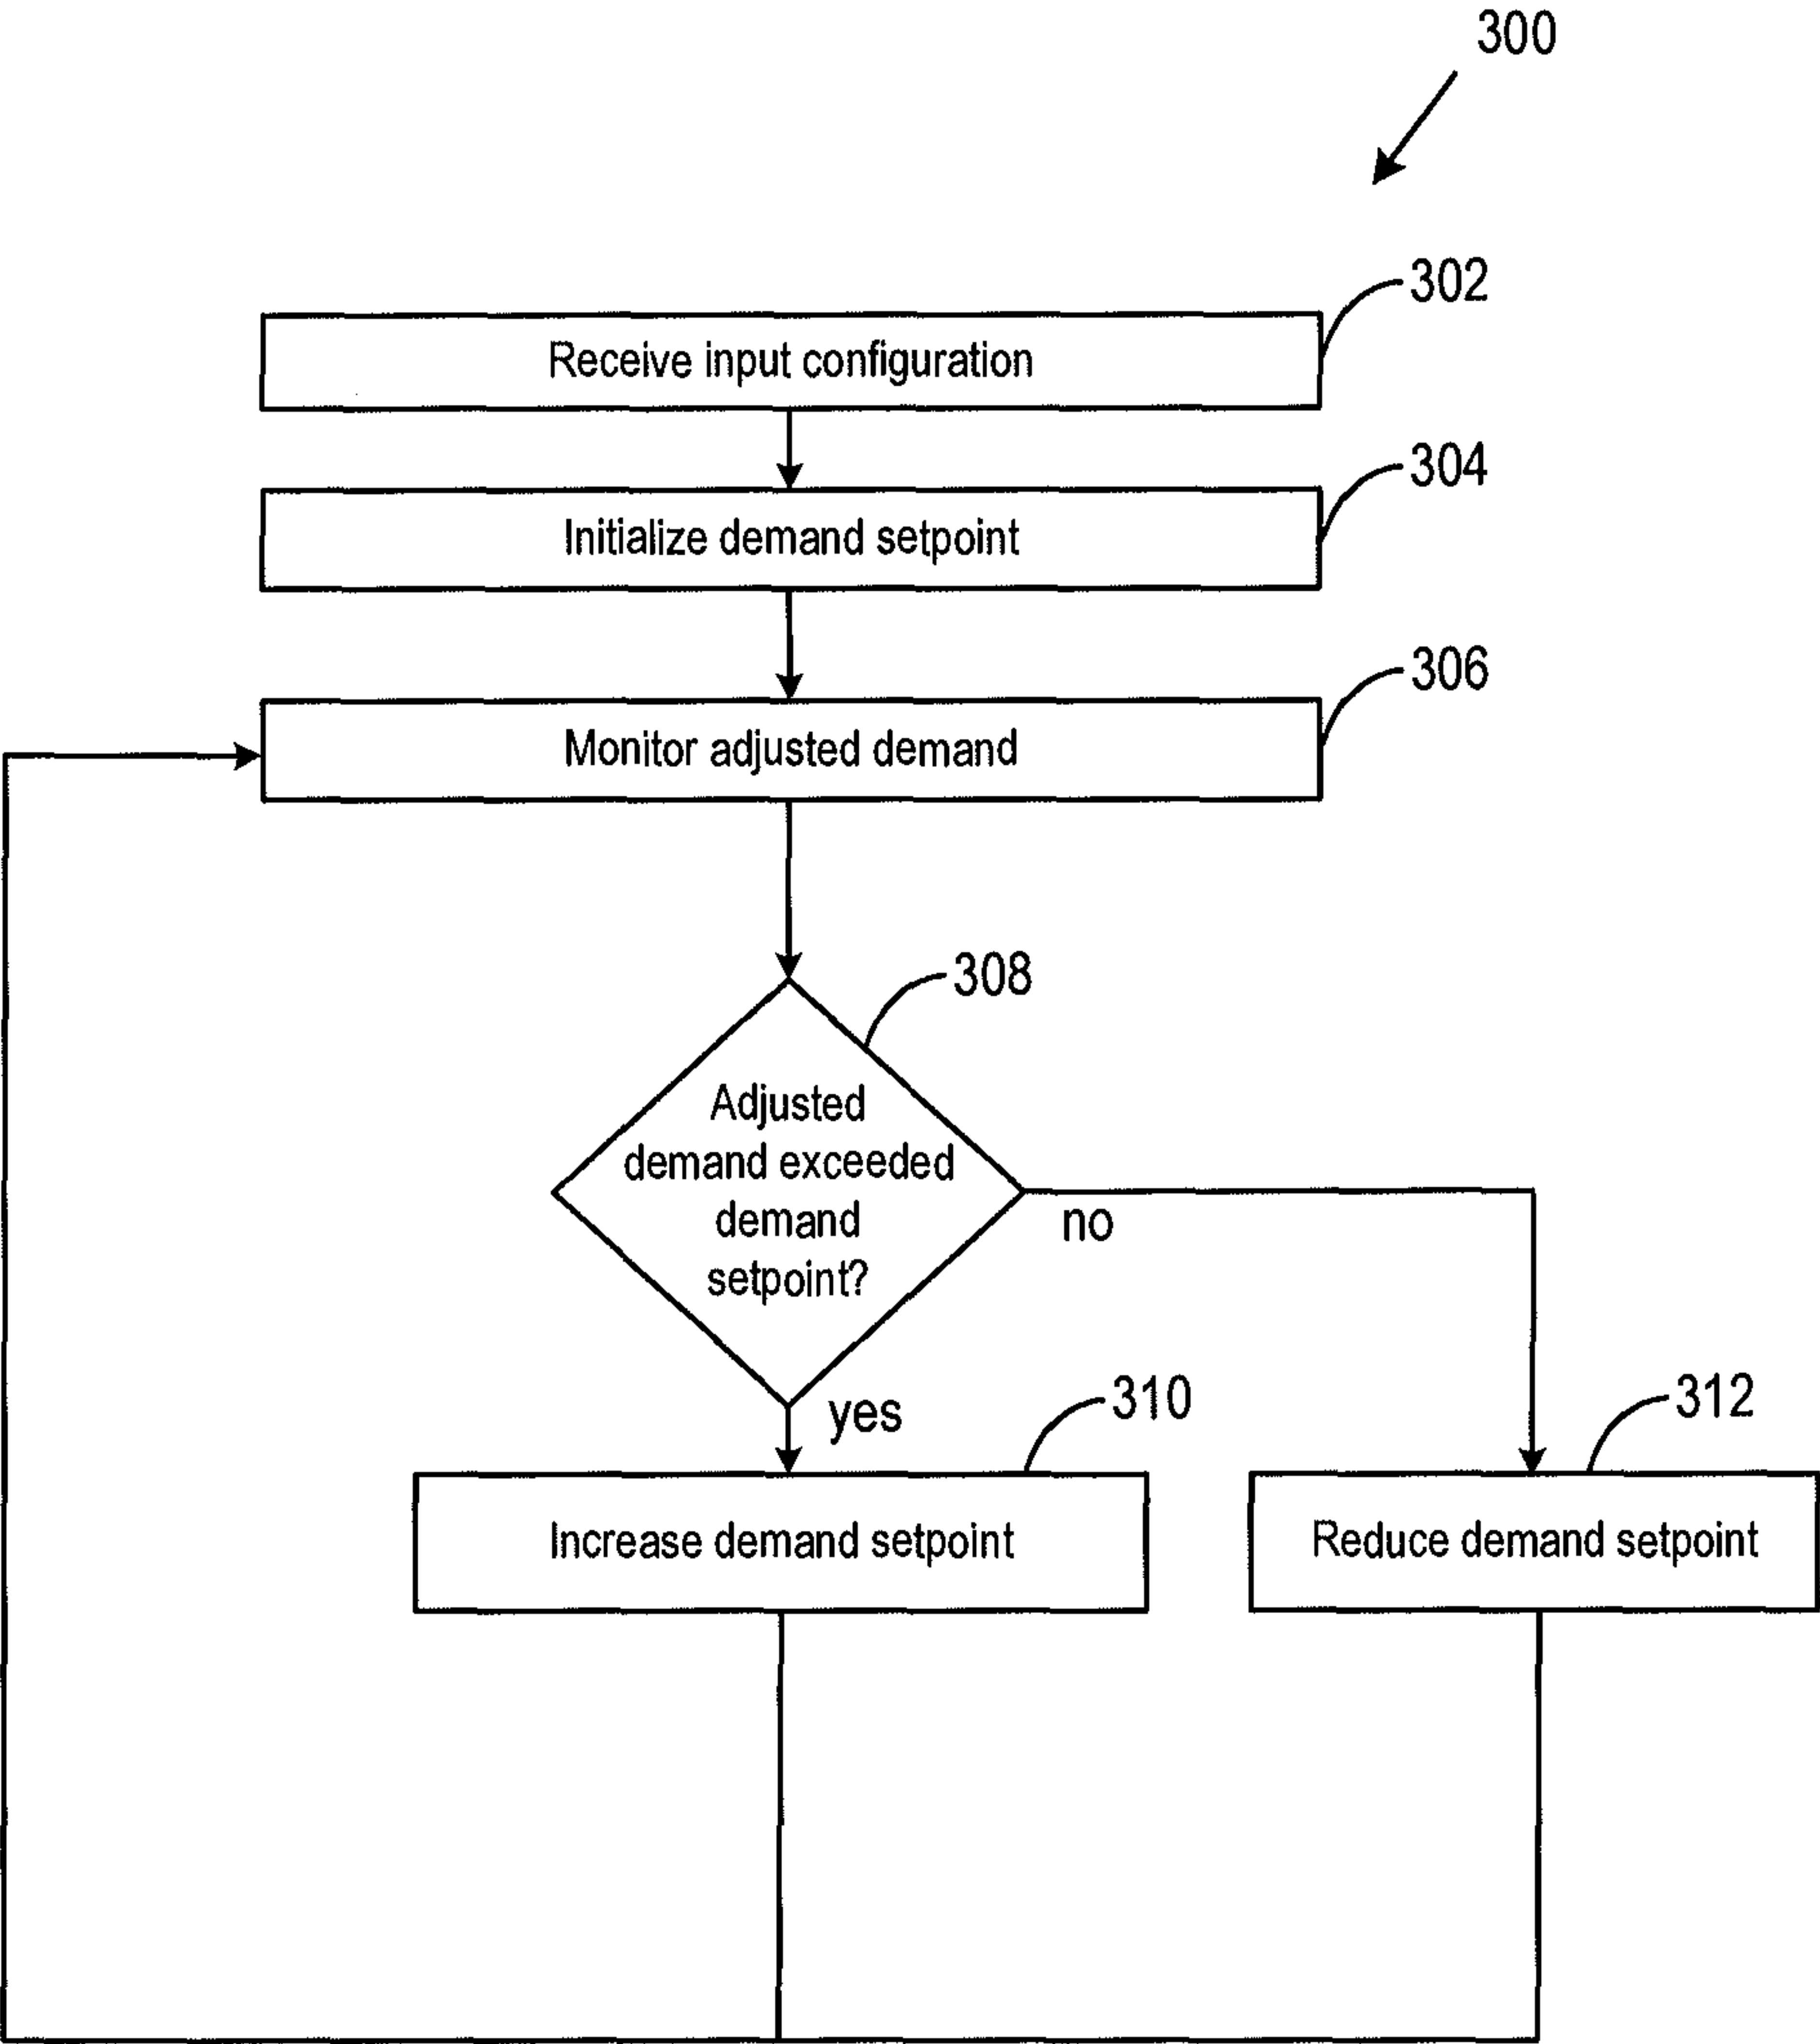 300
302
Receive input configuration
304
Initialize demand setpoint
306
Monitor adjusted demand
308
Adjusted
demand exceeded
demand
setpoint?
no
yes
310
312
Increase demand setpoint
Reduce demand setpoint